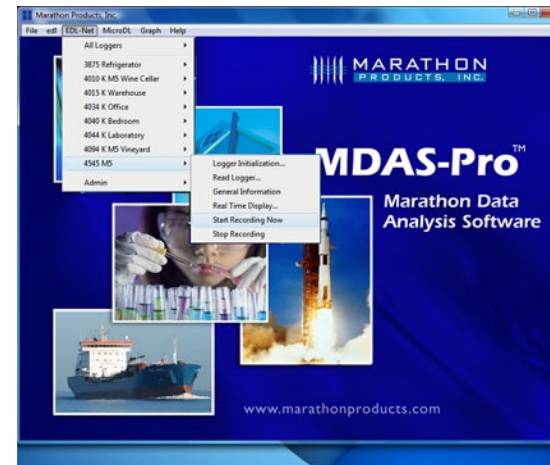 Marathon Products, Inc.
File edl EDL-Net MicroDL Graph Help
All Loggers
3875 Refrigerator
4010 K M5 Wine Cellar
4015 K Warehouse
4034 K Office
4040 K Bedroom
4044 K Laboratory
4094 K M5 Vineyard
4545 M5
Admin
Logger Initialization...
Read Logger...
General Information
Real Time Display...
Start Recording Now
Stop Recording
MARATHON
PRODUCTS, INC.
MDAS-Pro™
Marathon Data
Analysis Software
www.marathonproducts.com